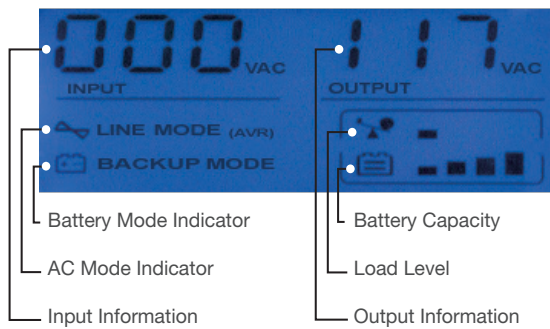 000 VAC 117 VAC
INPUT OUTPUT
LINE MODE (AVR)
BACKUP MODE
Battery Mode Indicator Battery Capacity
AC Mode Indicator Load Level
Input Information Output Information